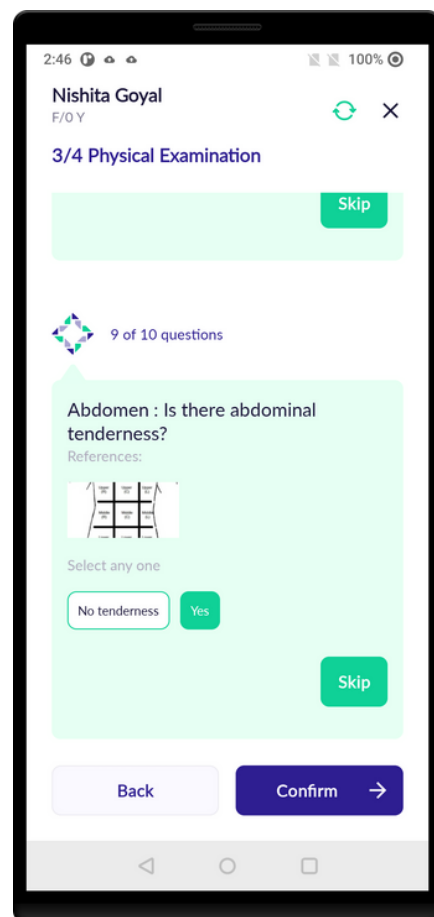 2:46
100%
Nishita Goyal
F/0 Y
3/4 Physical Examination
Skip
9 of 10 questions
Abdomen : Is there abdominal
tenderness?
References:
Select any one
No tenderness
Yes
Skip
Back
Confirm